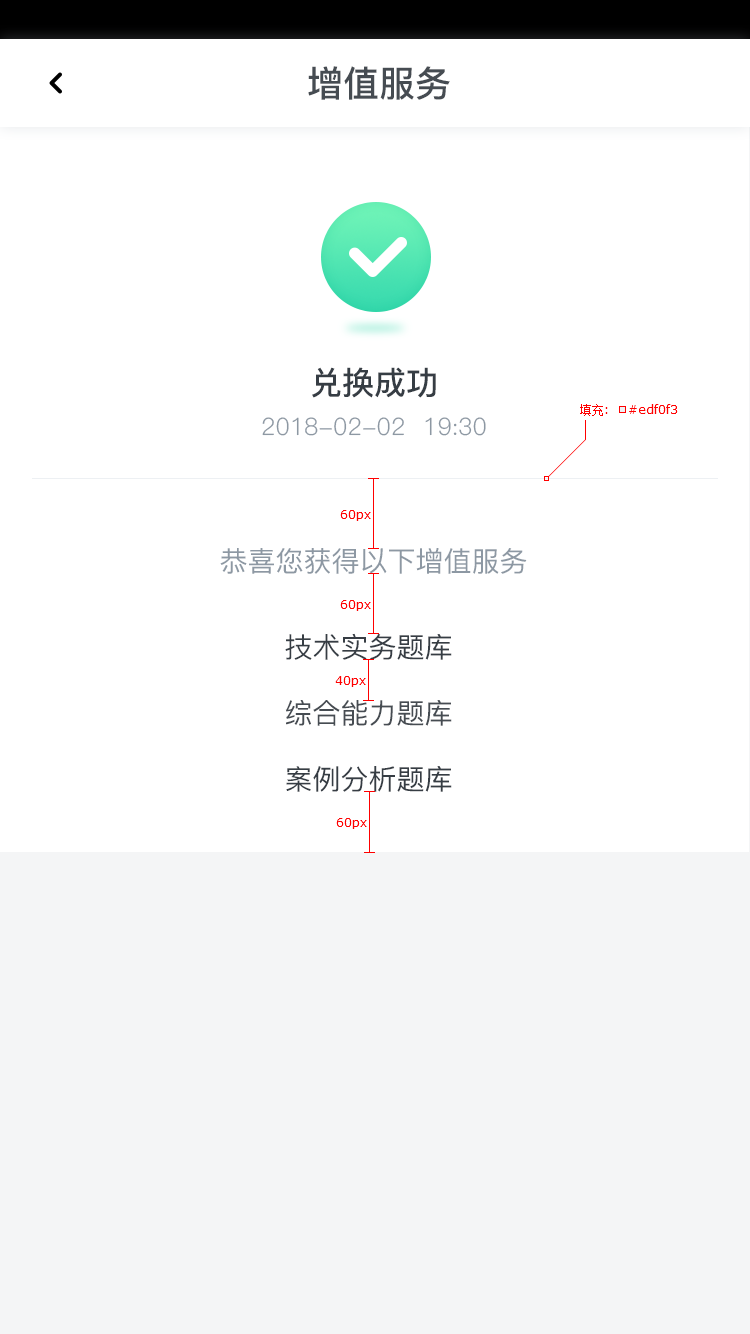 增值服务
兑换成功
2018-02-02 19:30
填充: #edf0f3
60px
恭喜您获得以下增值服务
60px
技术实务题库
40px
综合能力题库
案例分析题库
60px